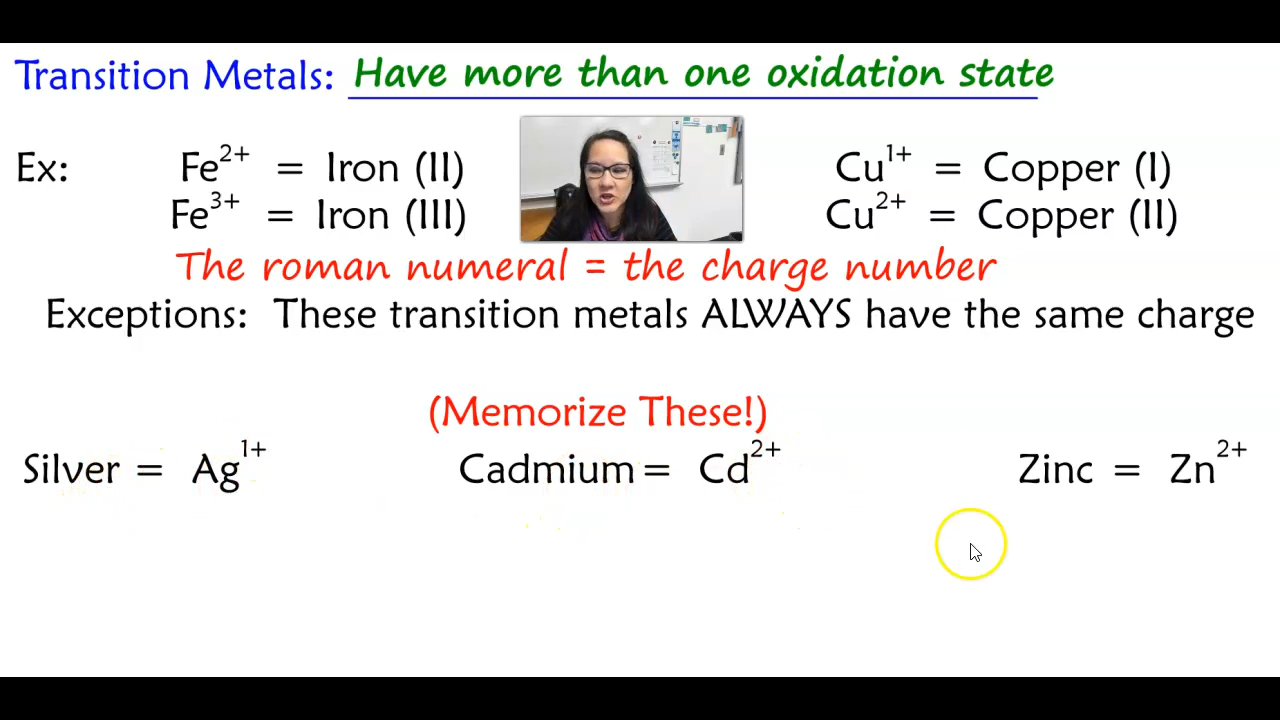 Transition Metals: Have more than one oxidation state
Ex: Fe²⁺ = Iron (II) Cu¹⁺ = Copper (I)
Fe³⁺ = Iron (III) Cu²⁺ = Copper (II)
The roman numeral = the charge number
Exceptions: These transition metals ALWAYS have the same charge
(Memorize These!)
Silver = Ag¹⁺ Cadmium = Cd²⁺ Zinc = Zn²⁺